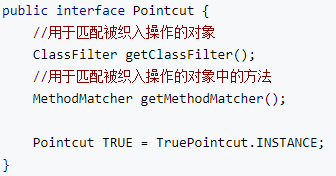 public interface Pointcut {
//用于匹配被织入操作的对象
ClassFilter getClassFilter();
//用于匹配被织入操作的对象中的方法
MethodMatcher getMethodMatcher();
Pointcut TRUE = TruePointcut.INSTANCE;
}